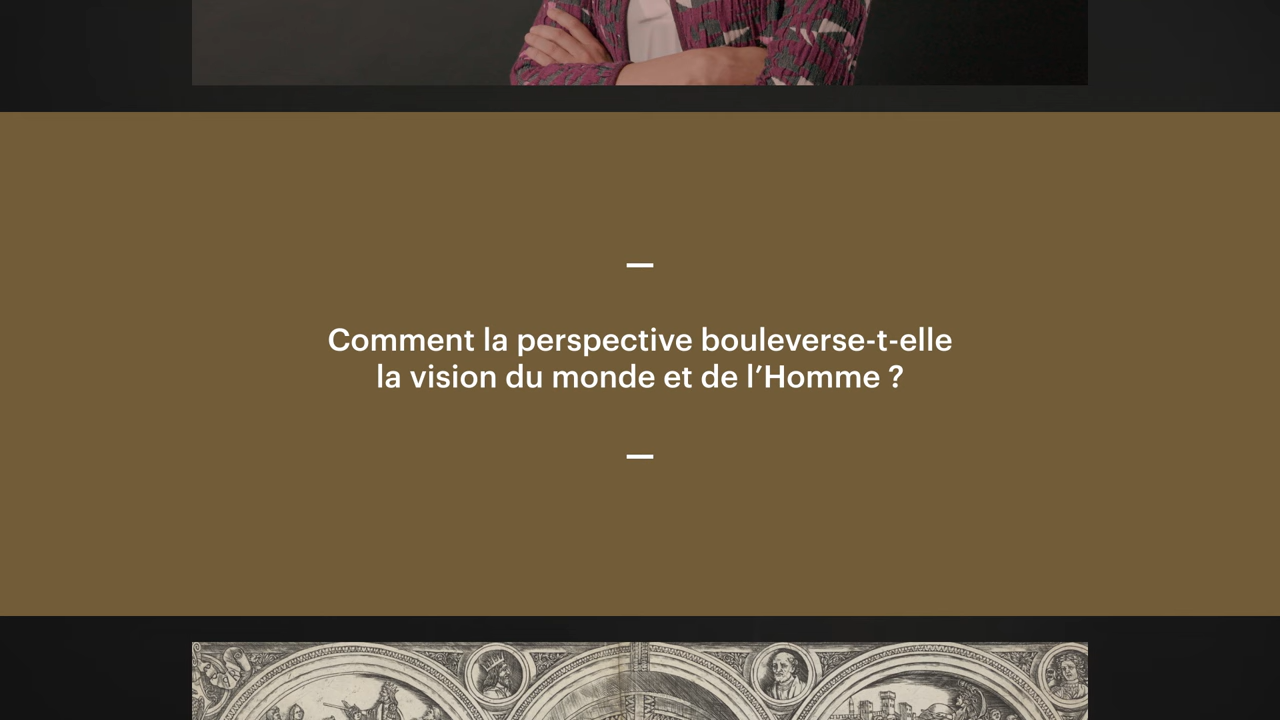 Comment la perspective bouleverse-t-elle
la vision du monde et de l’Homme ?